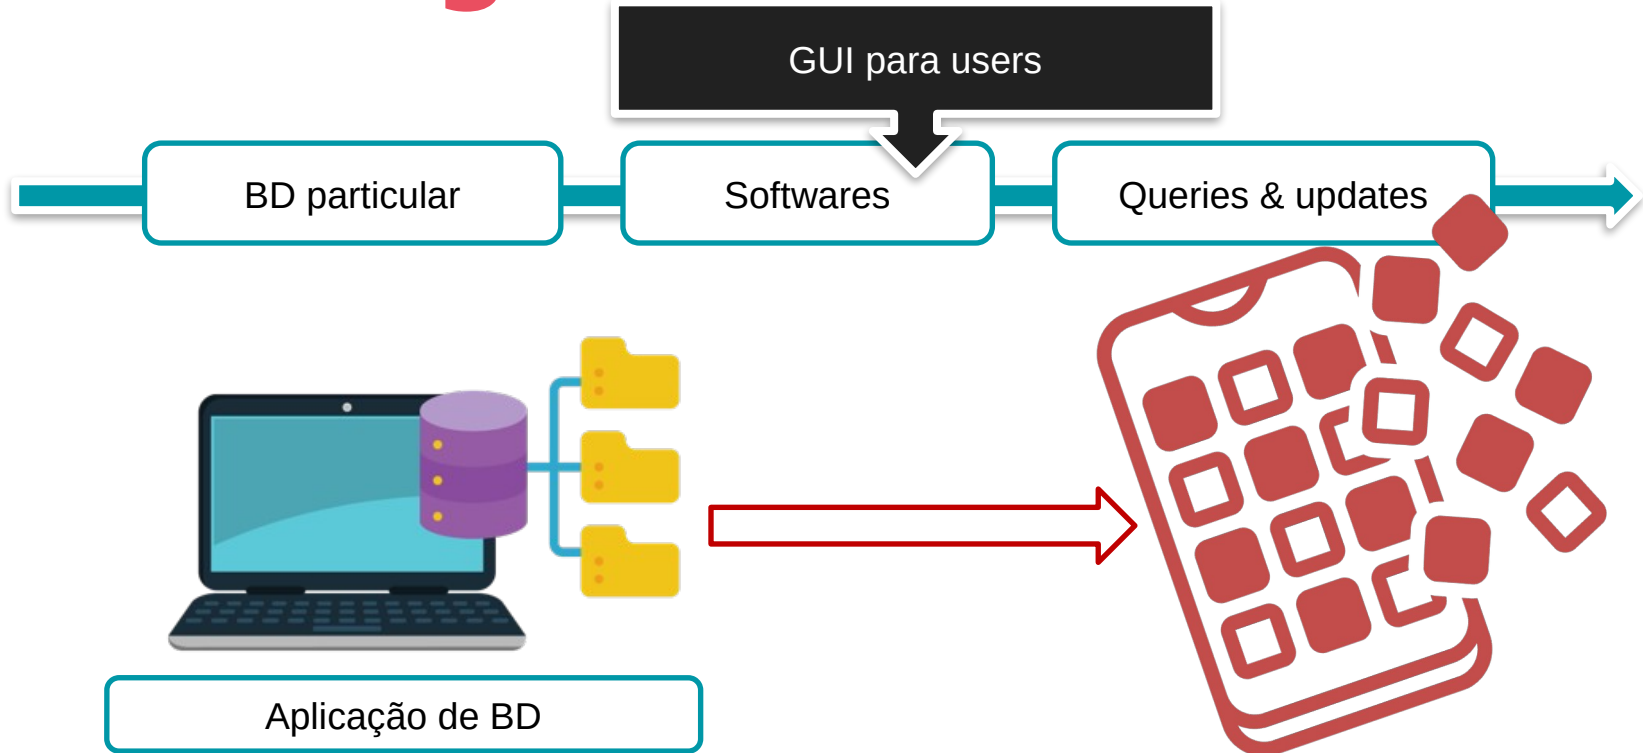 GUI para users
BD particular
Softwares
Queries & updates
Aplicação de BD